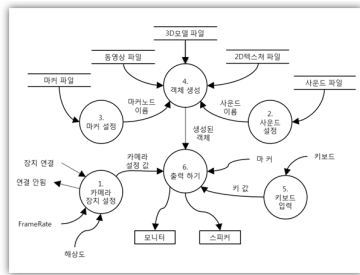 3D모델 파일
동영상 파일
2D텍스처 파일
마커 파일
사운드 파일
4.
객체 생성
마커노드
이름
사운드
이름
3.
마커 설정
2.
사운드
설정
생성된
객체
장치 연결
카메라
설정 값
마 커
키보드
연결 안됨
1.
카메라
장치 설정
6.
출력 하기
키 값
5.
키보드
입력
FrameRate
해상도
모니터
스피커